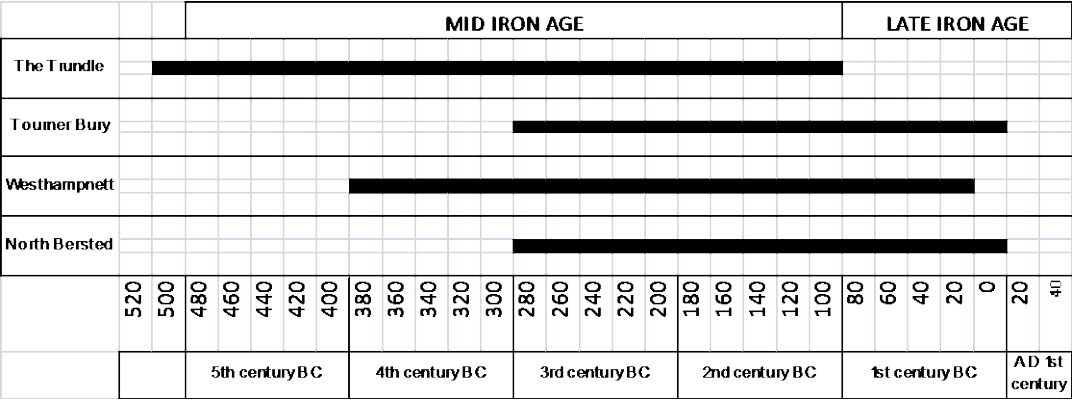 MID IRON AGE LATE IRON AGE
The Trundle
Tourner Bury
Westhampnett
North Bersted
520 500 480 460 440 420 400 380 360 340 320 300 280 260 240 220 200 180 160 140 120 100 80 60 40 20 0 20 40
5th century BC 4th century BC 3rd century BC 2nd century BC 1st century BC AD 1st
century